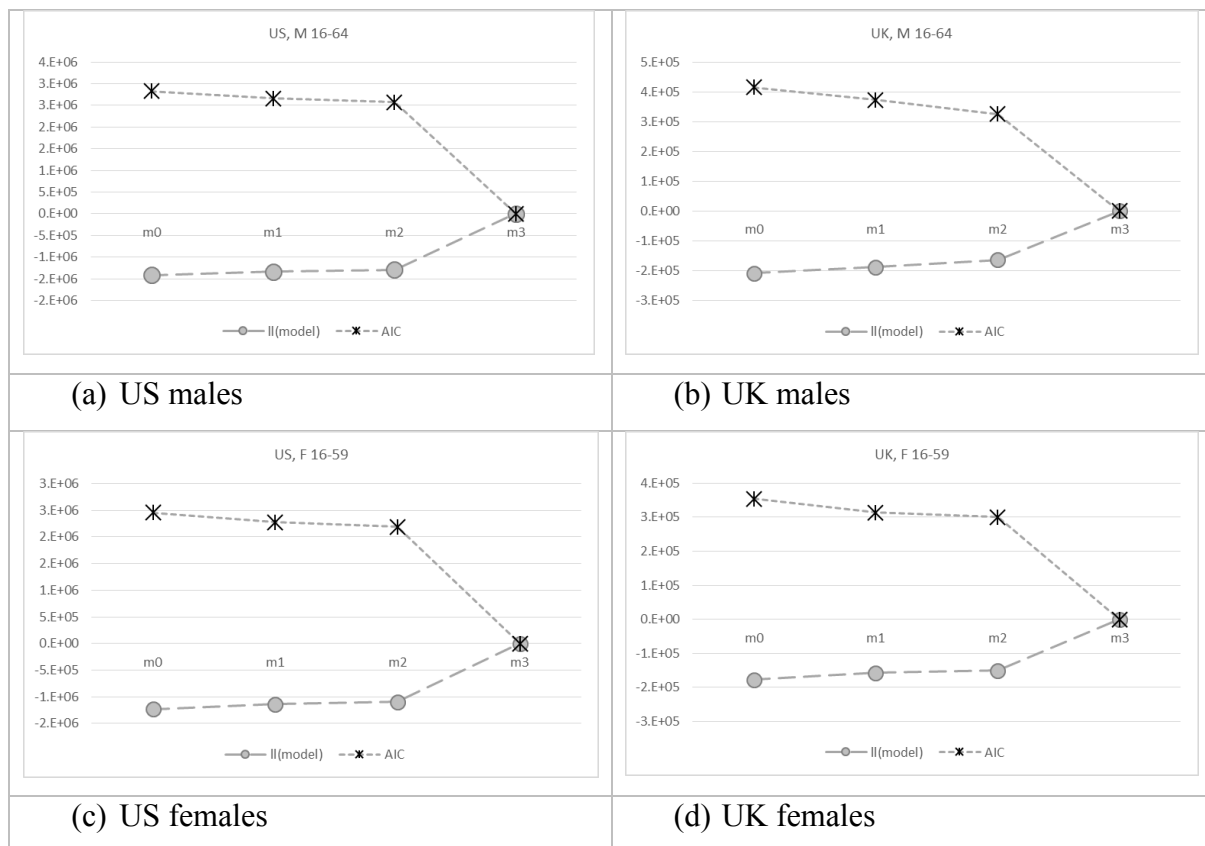 US, M 16-64
4.E+06
3.E+06
3.E+06
2.E+06
2.E+06
1.E+06
5.E+05
0.E+00
-5.E+05
-1.E+06
-2.E+06
-2.E+06
m0 m1 m2 m3
ll(model) AIC
(a) US males
UK, M 16-64
5.E+05
4.E+05
3.E+05
2.E+05
1.E+05
0.E+00
-1.E+05
-2.E+05
-3.E+05
m0 m1 m2 m3
ll(model) AIC
(b) UK males
US, F 16-59
3.E+06
3.E+06
2.E+06
2.E+06
1.E+06
5.E+05
0.E+00
-5.E+05
-1.E+06
-2.E+06
m0 m1 m2 m3
ll(model) AIC
(c) US females
UK, F 16-59
4.E+05
3.E+05
2.E+05
1.E+05
0.E+00
-1.E+05
-2.E+05
-3.E+05
m0 m1 m2 m3
ll(model) AIC
(d) UK females